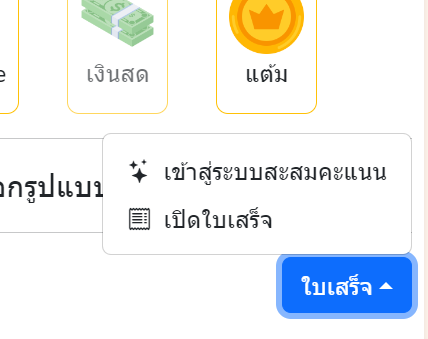 e
เงินสด
แต้ม
เข้าสู่ระบบสะสมคะแนน
เปิดใบเสร็จ
ใบเสร็จ